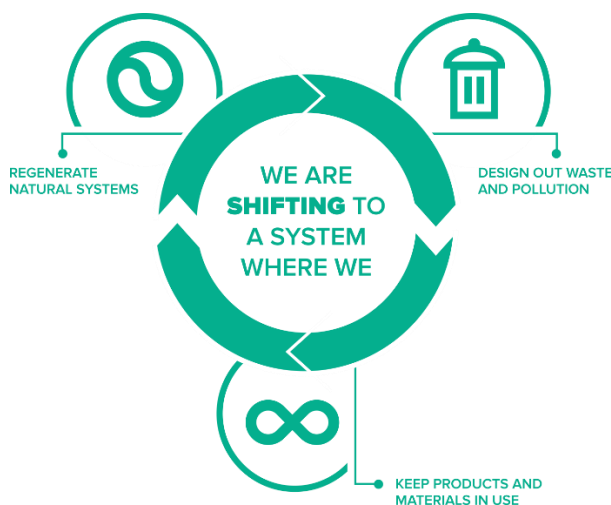 WE ARE
SHIFTING TO
A SYSTEM
WHERE WE
REGENERATE
NATURAL SYSTEMS
DESIGN OUT WASTE
AND POLLUTION
KEEP PRODUCTS AND
MATERIALS IN USE